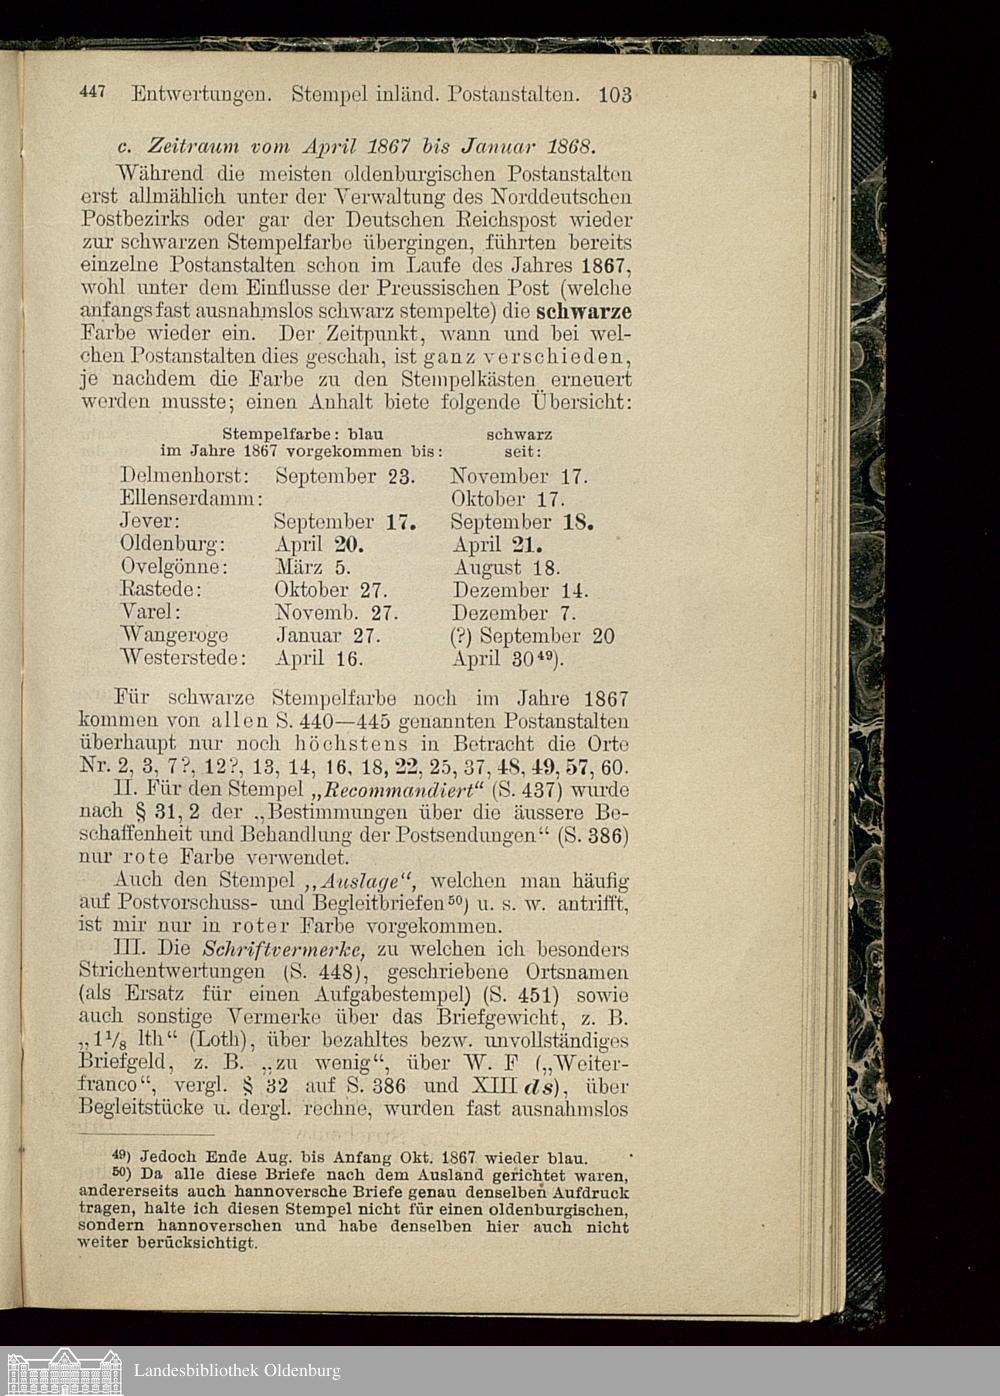 447 Entwertungen. Stempel inländ. Postanstalten. 103
c. Zeitraum vom April 1867 bis Januar 1868.
Während die meisten oldenburgischen Postanstalten
erst allmählich unter der Verwaltung des Norddeutschen
Postbezirks oder gar der Deutschen Reichspost wieder
zur schwarzen Stempelfarbe übergingen, führten bereits
einzelne Postanstalten schon im Laufe des Jahres 1867,
wohl unter dem Einflusse der Preussischen Post (welche
anfangs fast ausnahmslos schwarz stempelte) die schwarze
Farbe wieder ein. Der Zeitpunkt, wann und bei wel-
chen Postanstalten dies geschah, ist ganz verschieden,
je nachdem die Farbe zu den Stempelkästen erneuert
werden musste; einen Anhalt biete folgende Übersicht:
Stempelfarbe: blau schwarz
im Jahre 1867 vorgekommen bis: seit:
Delmenhorst: September 23. November 17.
Ellenserdamm: Oktober 17.
Jever: September 17. September 18.
Oldenburg: April 20. April 21.
Ovelgönne: März 5. August 18.
Rastede: Oktober 27. Dezember 14.
Varel: Novemb. 27. Dezember 7.
Wangeroge Januar 27. (?) September 20
Westerstede: April 16. April 30⁴⁹).
Für schwarze Stempelfarbe noch im Jahre 1867
kommen von allen S. 440—445 genannten Postanstalten
überhaupt nur noch höchstens in Betracht die Orte
Nr. 2, 3, 7?, 12?, 13, 14, 16, 18, 22, 25, 37, 48, 49, 57, 60.
II. Für den Stempel „Recommandiert“ (S. 437) wurde
nach § 31, 2 der „Bestimmungen über die äussere Be-
schaffenheit und Behandlung der Postsendungen“ (S. 386)
nur rote Farbe verwendet.
Auch den Stempel „Auslage“, welchen man häufig
auf Postvorschuss- und Begleitbriefen⁵⁰) u. s. w. antrifft,
ist mir nur in roter Farbe vorgekommen.
III. Die Schriftvermerke, zu welchen ich besonders
Strichentwertungen (S. 448), geschriebene Ortsnamen
(als Ersatz für einen Aufgabestempel) (S. 451) sowie
auch sonstige Vermerke über das Briefgewicht, z. B.
„1⅛ lth“ (Loth), über bezahltes bezw. unvollständiges
Briefgeld, z. B. „zu wenig“, über W. F („Weiter-
franco“, vergl. § 32 auf S. 386 und XIII ds), über
Begleitstücke u. dergl. rechne, wurden fast ausnahmslos
49) Jedoch Ende Aug. bis Anfang Okt. 1867 wieder blau.
50) Da alle diese Briefe nach dem Ausland gerichtet waren,
andererseits auch hannoversche Briefe genau denselben Aufdruck
tragen, halte ich diesen Stempel nicht für einen oldenburgischen,
sondern hannoverschen und habe denselben hier auch nicht
weiter berücksichtigt.
Landesbibliothek Oldenburg